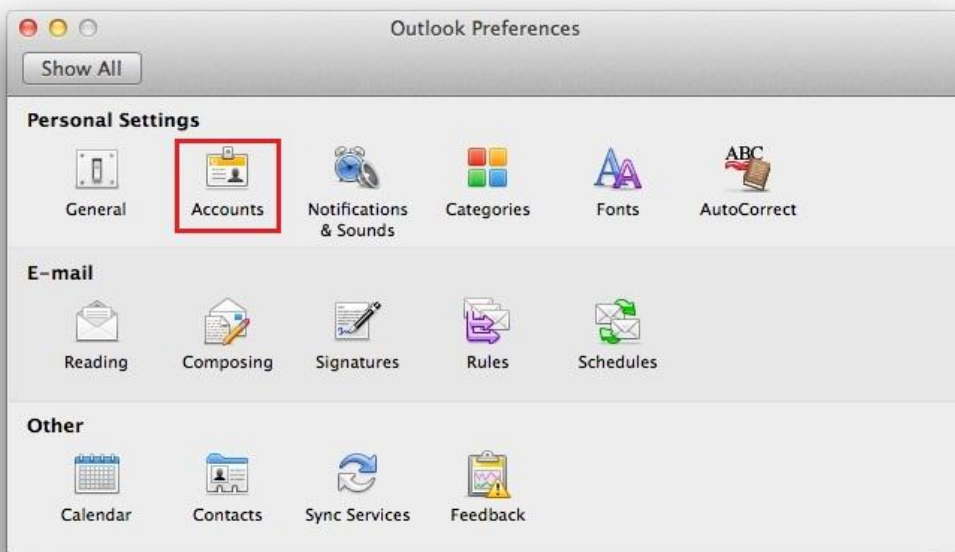 Outlook Preferences
Show All
Personal Settings
ABC
General Accounts Notifications & Sounds Categories Fonts AutoCorrect
E-mail
Reading Composing Signatures Rules Schedules
Other
Calendar Contacts Sync Services Feedback